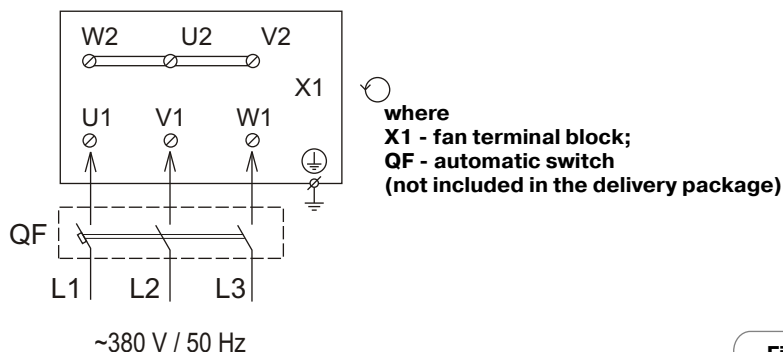 W2 U2 V2
X1
U1 V1 W1
where
X1 - fan terminal block;
QF - automatic switch
(not included in the delivery package)
QF
L1 L2 L3
~380 V / 50 Hz